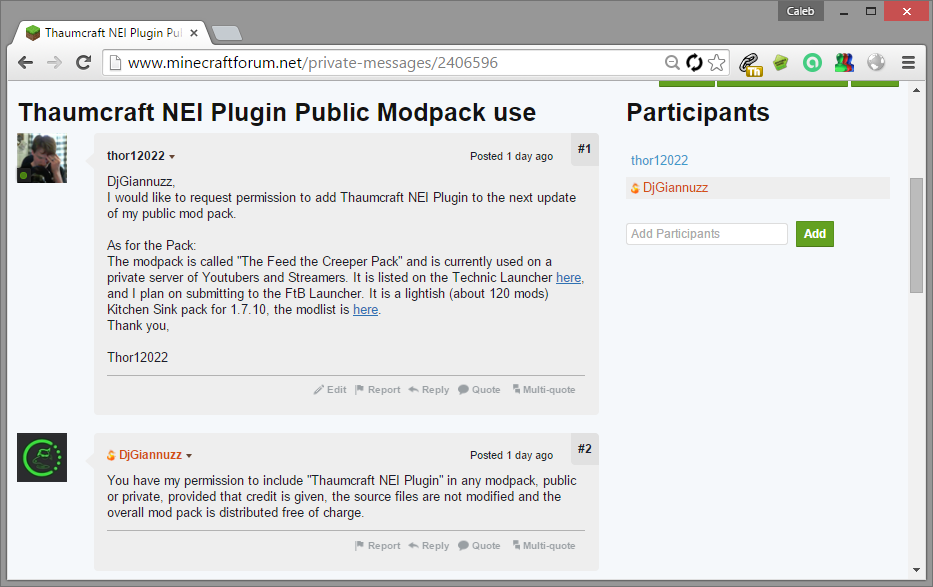 Caleb
Thaumcraft NEI Plugin Pu
www.minecraftforum.net/private-messages/2406596
Thaumcraft NEI Plugin Public Modpack use
thor12022
Posted 1 day ago
#1
DjGiannuzz,
I would like to request permission to add Thaumcraft NEI Plugin to the next update
of my public mod pack.
As for the Pack:
The modpack is called "The Feed the Creeper Pack" and is currently used on a
private server of Youtubers and Streamers. It is listed on the Technic Launcher here,
and I plan on submitting to the FtB Launcher. It is a lightish (about 120 mods)
Kitchen Sink pack for 1.7.10, the modlist is here.
Thank you,
Thor12022
Edit Report Reply Quote Multi-quote
DjGiannuzz
Posted 1 day ago
#2
You have my permission to include "Thaumcraft NEI Plugin" in any modpack, public
or private, provided that credit is given, the source files are not modified and the
overall mod pack is distributed free of charge.
Report Reply Quote Multi-quote
Participants
thor12022
DjGiannuzz
Add Participants
Add